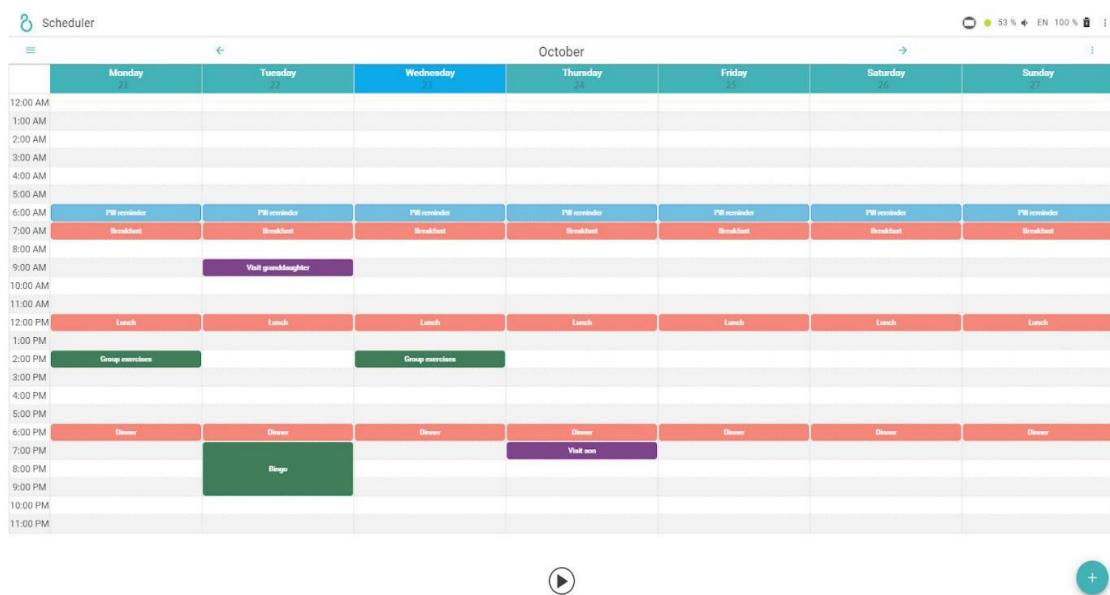 Scheduler
53 % EN 100 %
October
Monday Tuesday Wednesday Thursday Friday Saturday Sunday
21 22 23 24 25 26 27
12:00 AM
1:00 AM
2:00 AM
3:00 AM
4:00 AM
5:00 AM
6:00 AM Pill reminder Pill reminder Pill reminder Pill reminder Pill reminder Pill reminder Pill reminder
7:00 AM Breakfast Breakfast Breakfast Breakfast Breakfast Breakfast Breakfast
8:00 AM
9:00 AM Visit granddaughter
10:00 AM
11:00 AM
12:00 PM Lunch Lunch Lunch Lunch Lunch Lunch Lunch
1:00 PM
2:00 PM Group exercises Group exercises
3:00 PM
4:00 PM
5:00 PM
6:00 PM Dinner Dinner Dinner Dinner Dinner Dinner Dinner
7:00 PM Visit son
8:00 PM Bingo
9:00 PM
10:00 PM
11:00 PM